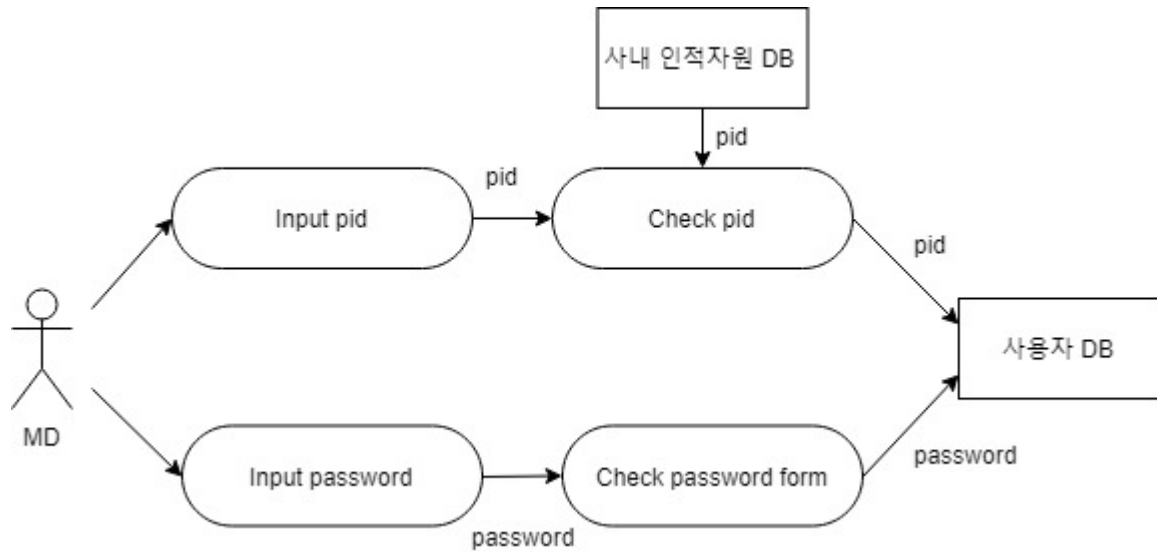 사내 인적자원 DB
pid
pid
Input pid
Check pid
pid
사용자 DB
MD
Input password
Check password form
password
password